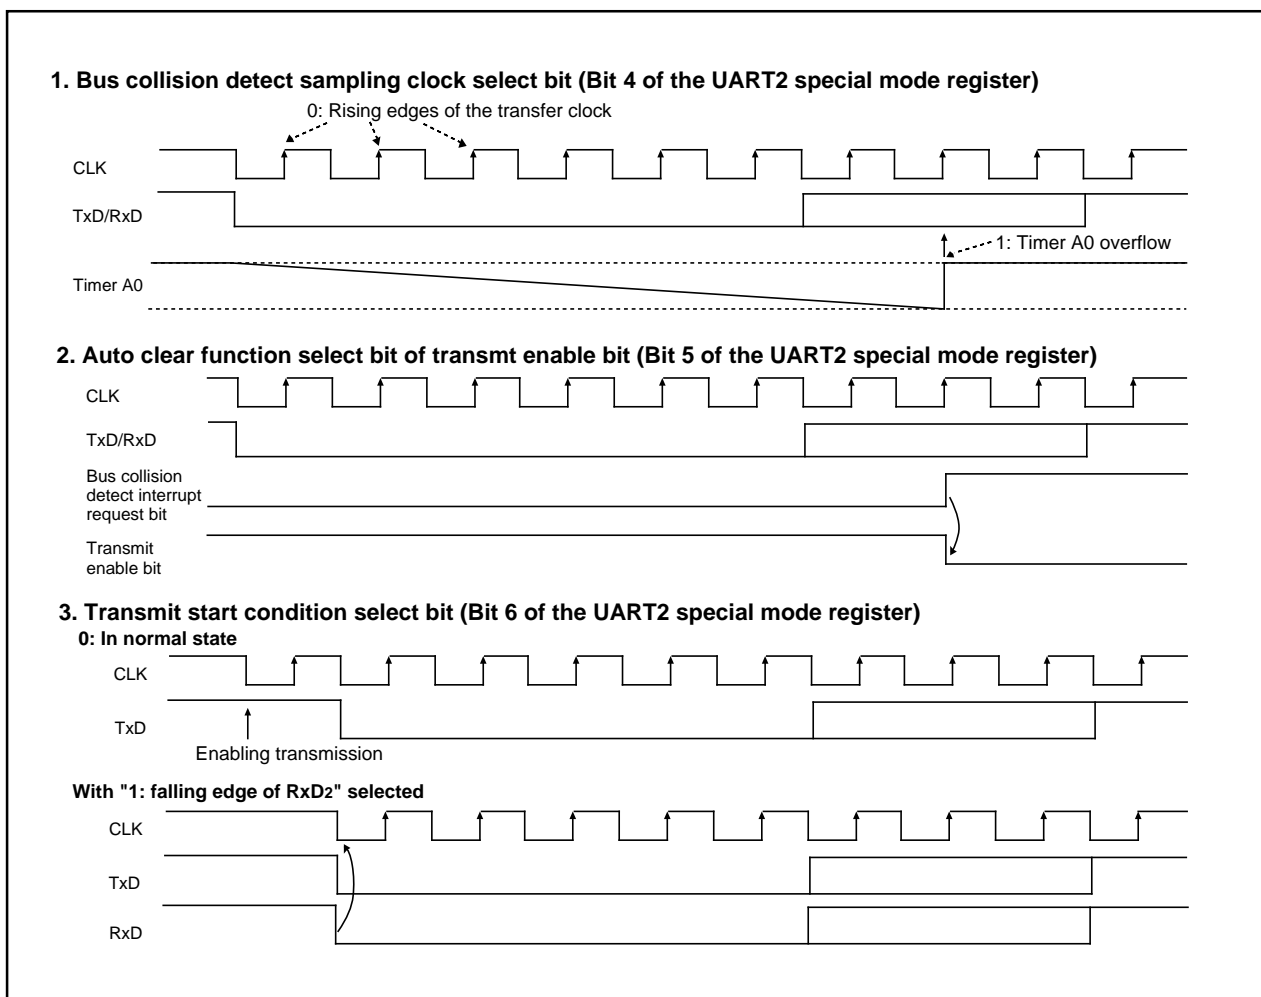 1. Bus collision detect sampling clock select bit (Bit 4 of the UART2 special mode register)
0: Rising edges of the transfer clock
CLK
TxD/RxD
1: Timer A0 overflow
Timer A0
2. Auto clear function select bit of transmt enable bit (Bit 5 of the UART2 special mode register)
CLK
TxD/RxD
Bus collision
detect interrupt
request bit
Transmit
enable bit
3. Transmit start condition select bit (Bit 6 of the UART2 special mode register)
0: In normal state
CLK
TxD
Enabling transmission
With "1: falling edge of RxD2" selected
CLK
TxD
RxD